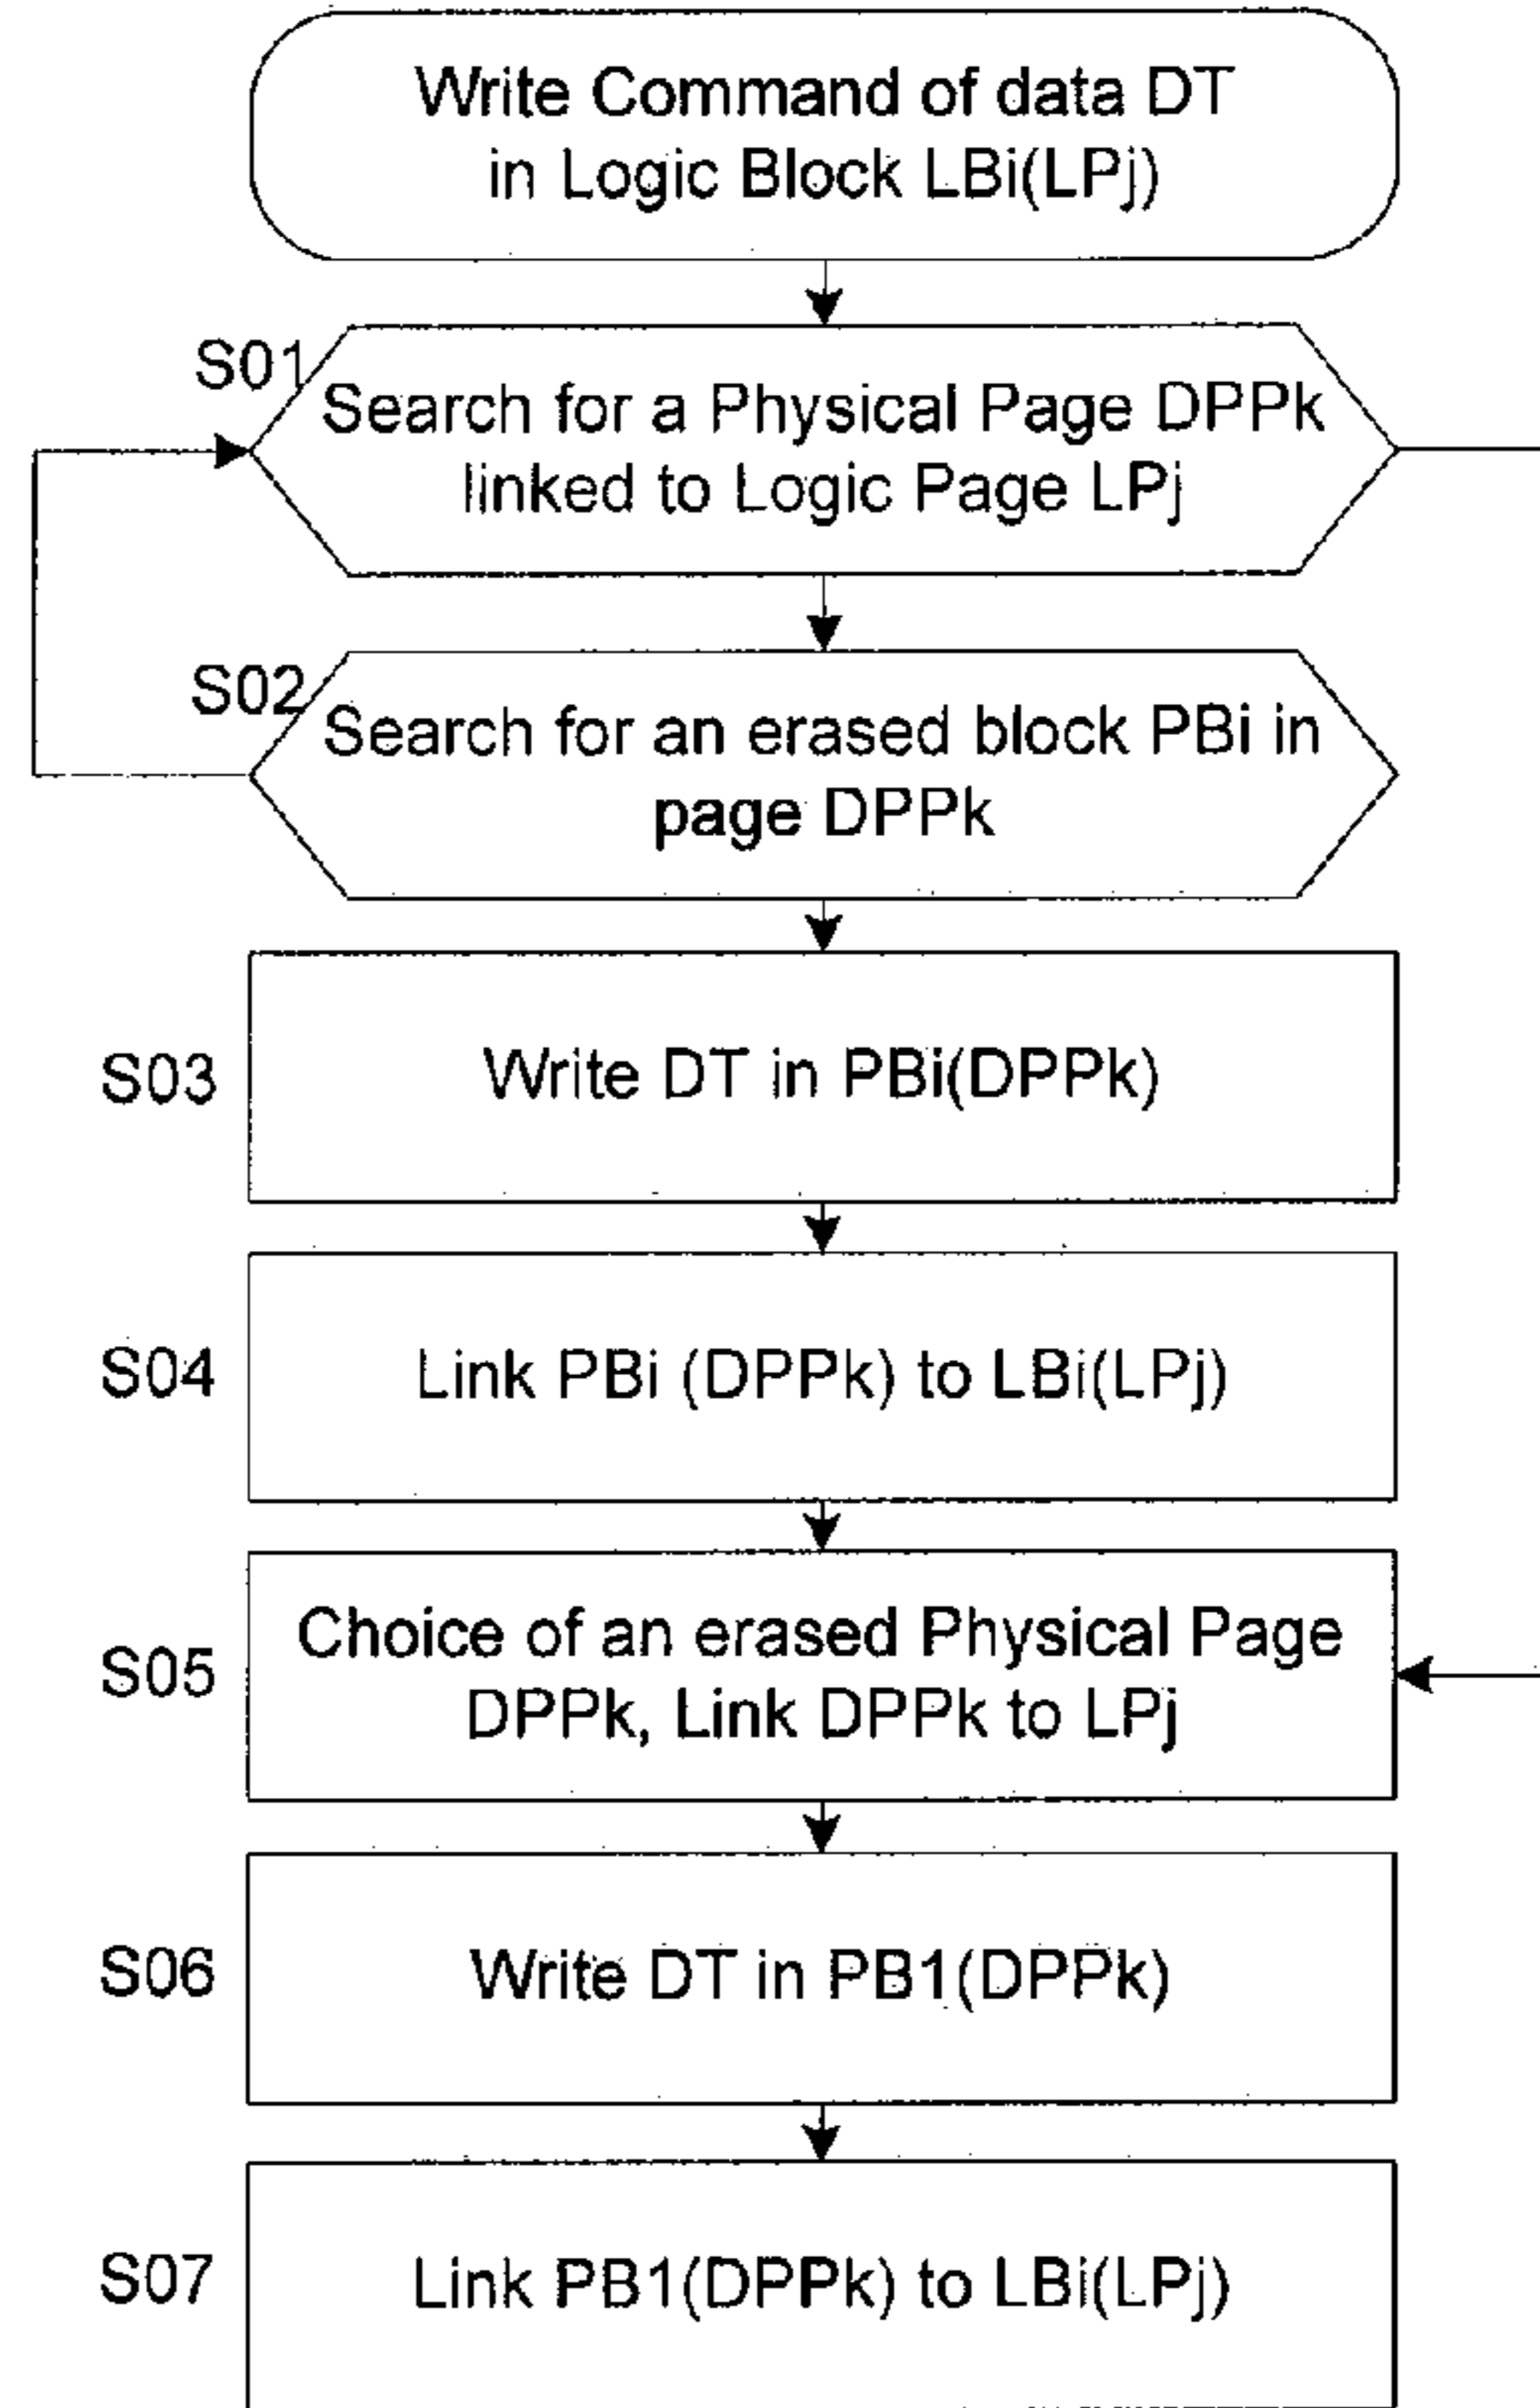 Write Command of data DT
in Logic Block LBi(LPj)
S01
Search for a Physical Page DPPk
linked to Logic Page LPj
S02
Search for an erased block PBi in
page DPPk
S03
Write DT in PBi(DPPk)
S04
Link PBi (DPPk) to LBi(LPj)
S05
Choice of an erased Physical Page
DPPk, Link DPPk to LPj
S06
Write DT in PB1(DPPk)
S07
Link PB1(DPPk) to LBi(LPj)